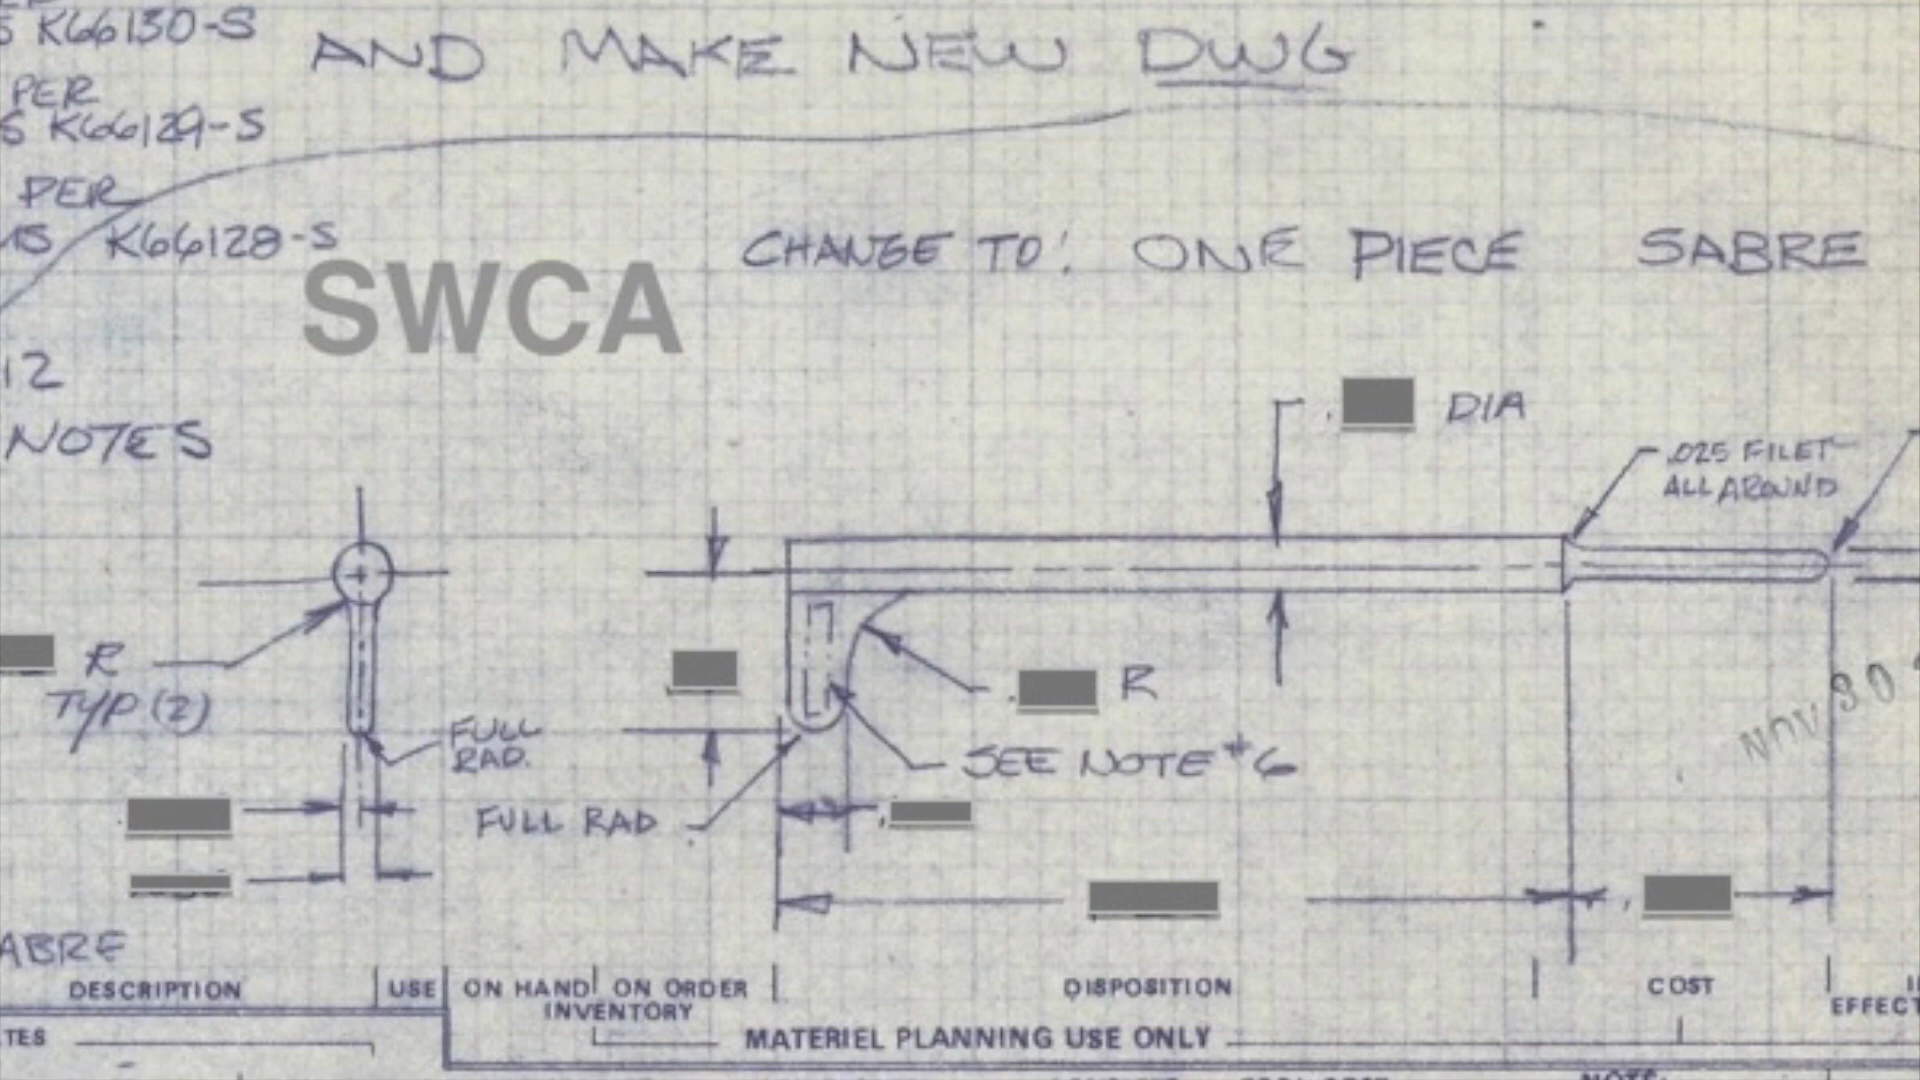 K66130-S
AND MAKE NEW DWG
PER
S K66129-S
PER
K66128-S
CHANGE TO: ONE PIECE SABRE
SWCA
12
NOTES
DIA
.025 FILET
ALL AROUND
R
TYP (2)
R
FULL
RAD.
NOV 30
SEE NOTE #6
FULL RAD
ABRE
DESCRIPTION
USE
ON HAND
ON ORDER
INVENTORY
DISPOSITION
COST
EFFECT
TES
MATERIEL PLANNING USE ONLY
NOTE: